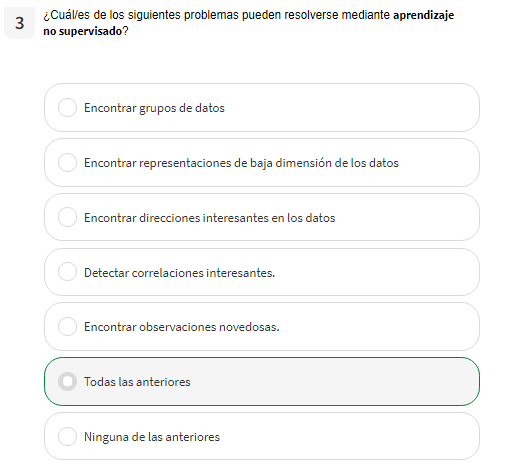 3
¿Cuál/es de los siguientes problemas pueden resolverse mediante aprendizaje
no supervisado?
Encontrar grupos de datos
Encontrar representaciones de baja dimensión de los datos
Encontrar direcciones interesantes en los datos
Detectar correlaciones interesantes.
Encontrar observaciones novedosas.
Todas las anteriores
Ninguna de las anteriores